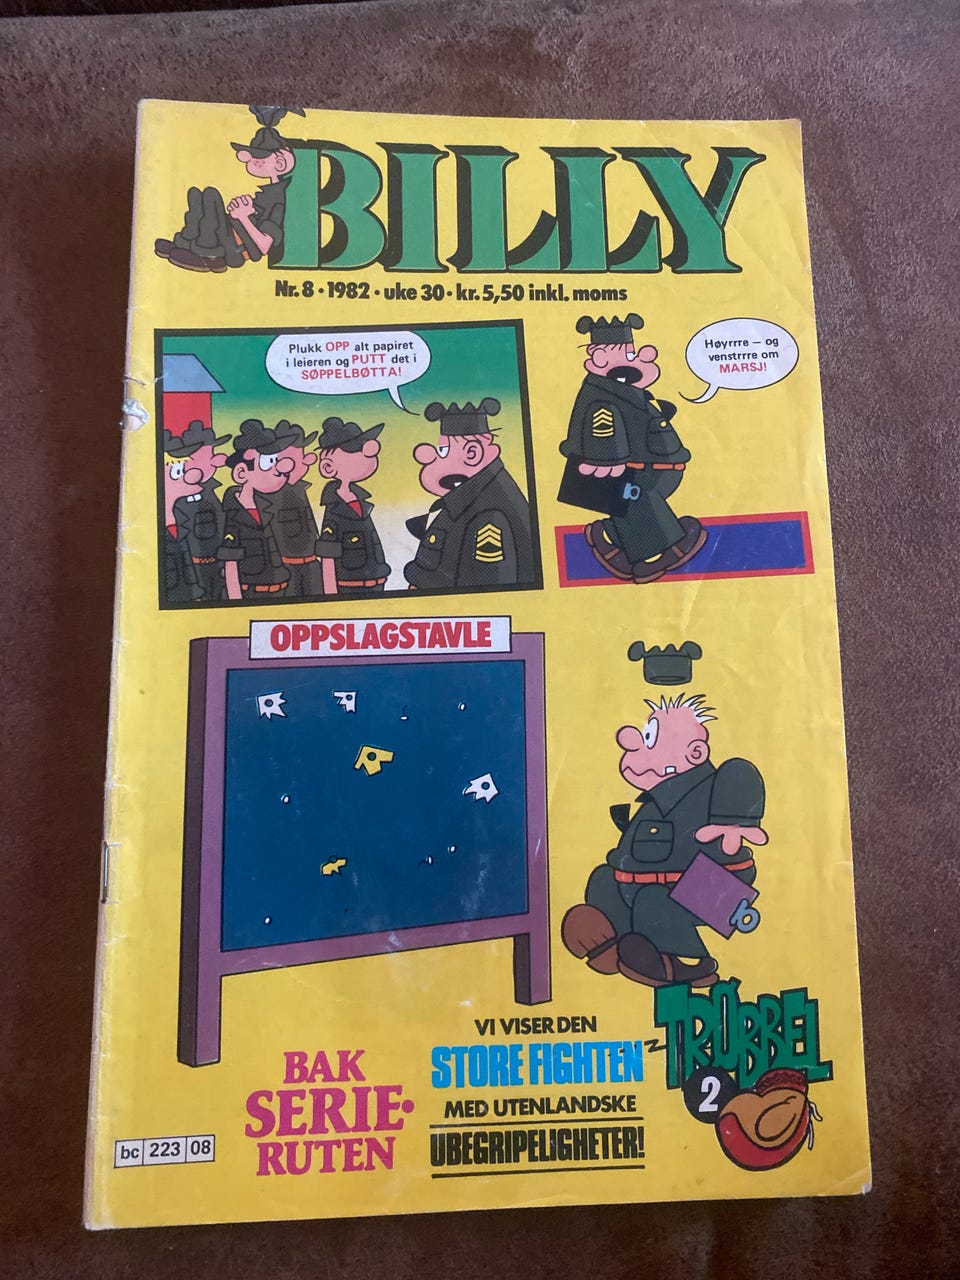 BILLY
Nr. 8 • 1982 • uke 30 • kr. 5,50 inkl. moms
Plukk OPP alt papiret
i leieren og PUTT det i
SØPPELBØTTA!
Høyrrre – og
venstrrre om
MARSJ!
OPPSLAGSTAVLE
BAK
SERIE-
RUTEN
VI VISER DEN
STORE FIGHTEN
MED UTENLANDSKE
UBEGRIPELIGHETER!
TRØBBEL
2
bc 223 08